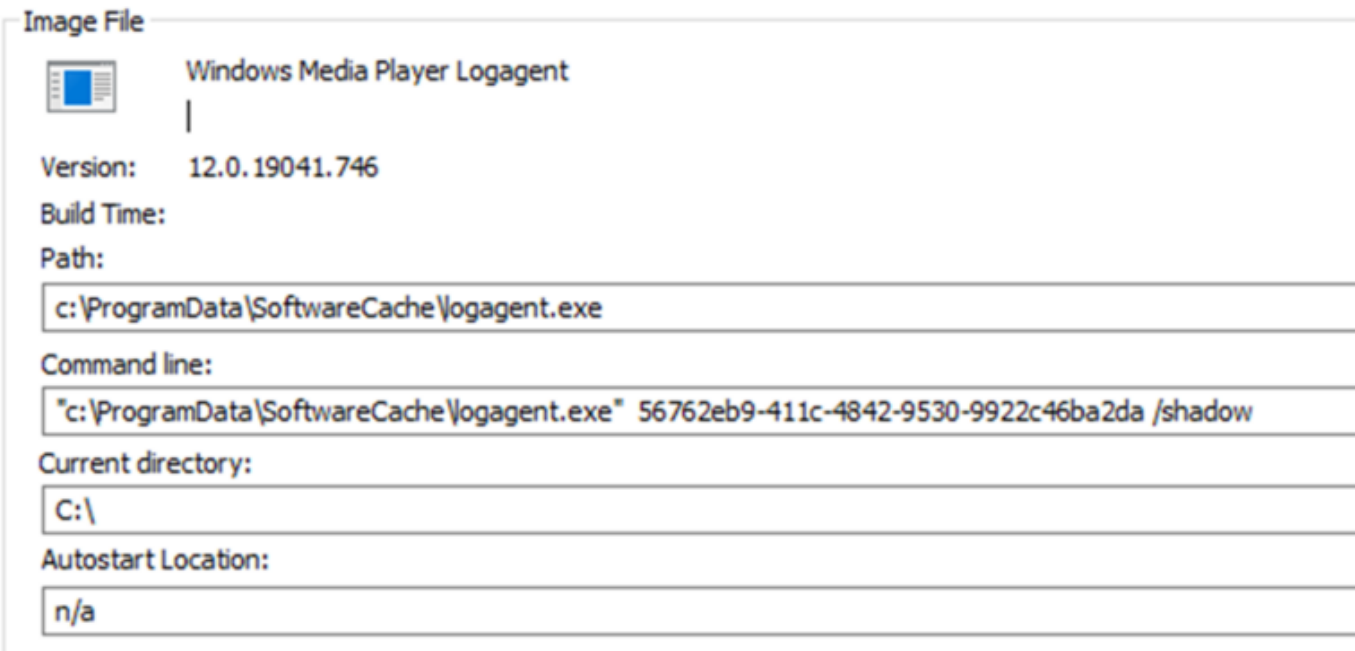 Image File
Windows Media Player Logagent
Version: 12.0.19041.746
Build Time:
Path:
c:\ProgramData\SoftwareCache\logagent.exe
Command line:
"c:\ProgramData\SoftwareCache\logagent.exe"  56762eb9-411c-4842-9530-9922c46ba2da /shadow
Current directory:
C:\
Autostart Location:
n/a